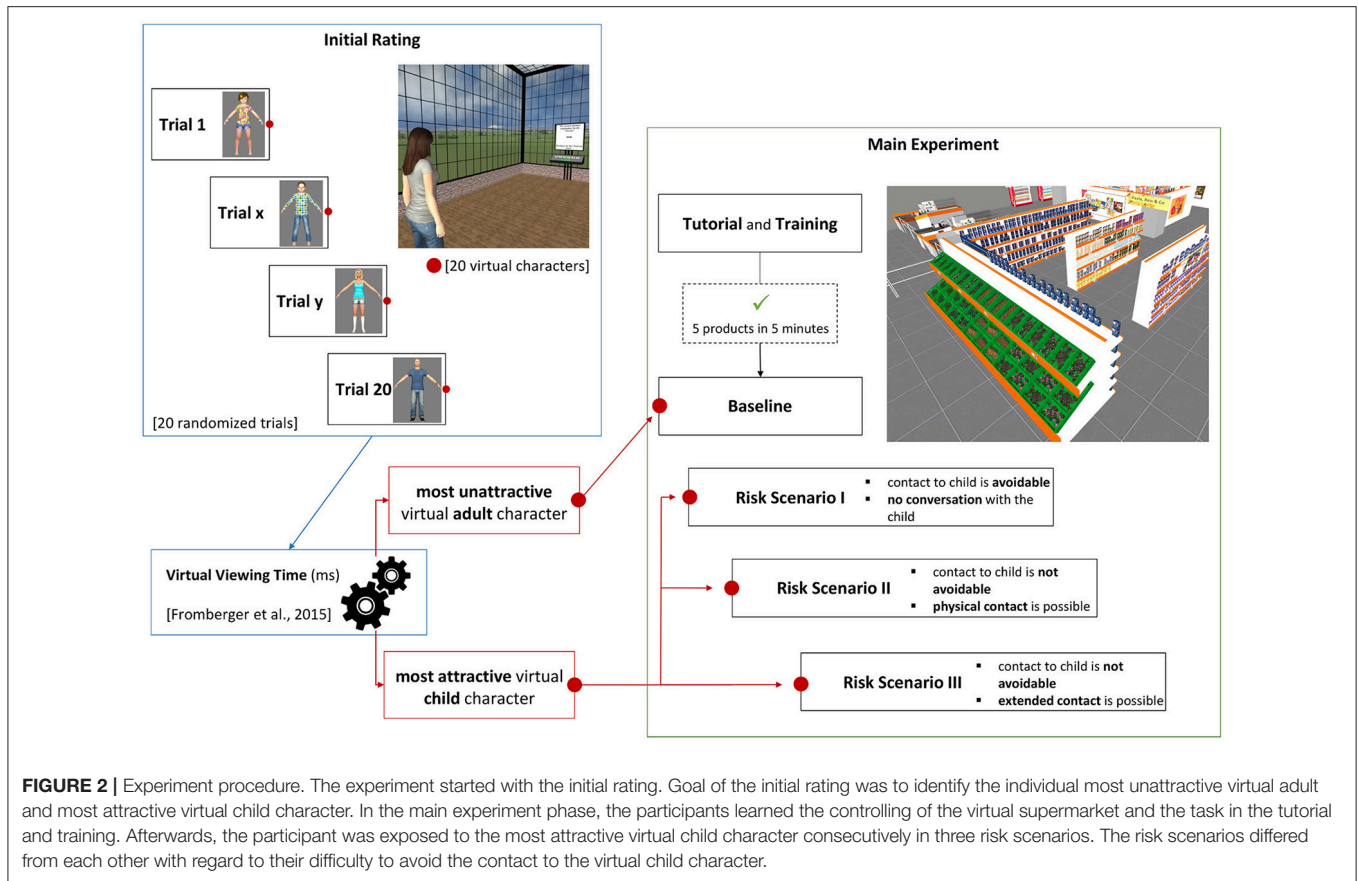 Initial Rating
Trial 1
Trial x
Trial y
Trial 20
[20 virtual characters]
[20 randomized trials]
Main Experiment
Tutorial and Training
✓
5 products in 5 minutes
Baseline
most unattractive
virtual adult character
Virtual Viewing Time (ms)
[Fromberger et al., 2015]
most attractive virtual
child character
Risk Scenario I
▪ contact to child is avoidable
▪ no conversation with the
child
Risk Scenario II
▪ contact to child is not
avoidable
▪ physical contact is possible
Risk Scenario III
▪ contact to child is not
avoidable
▪ extended contact is possible
FIGURE 2 | Experiment procedure. The experiment started with the initial rating. Goal of the initial rating was to identify the individual most unattractive virtual adult
and most attractive virtual child character. In the main experiment phase, the participants learned the controlling of the virtual supermarket and the task in the tutorial
and training. Afterwards, the participant was exposed to the most attractive virtual child character consecutively in three risk scenarios. The risk scenarios differed
from each other with regard to their difficulty to avoid the contact to the virtual child character.